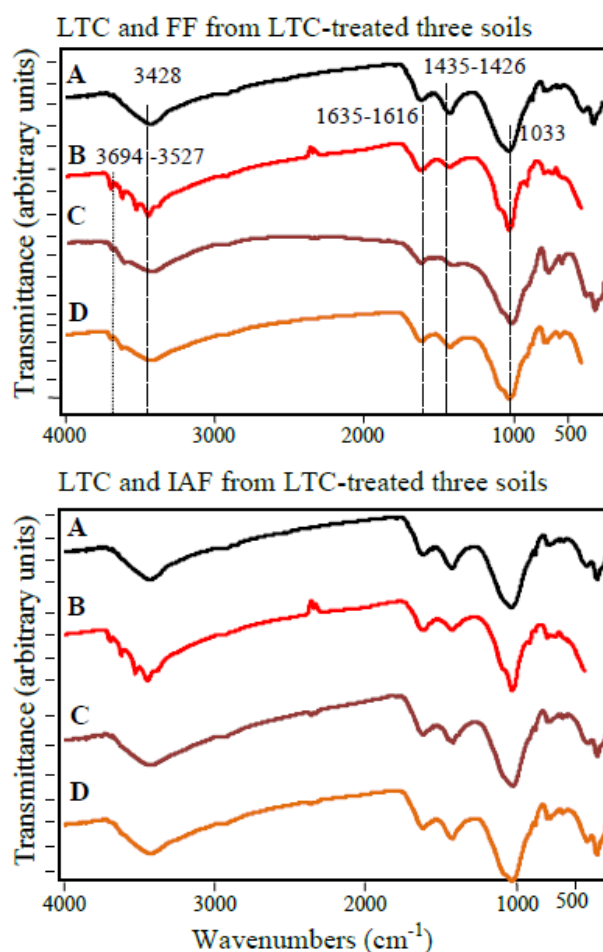 LTC and FF from LTC-treated three soils
Transmittance (arbitrary units)
A
3428
1435-1426
1635-1616
1033
B
3694 -3527
C
D
4000
3000
2000
1000
500
LTC and IAF from LTC-treated three soils
Transmittance (arbitrary units)
A
B
C
D
4000
3000
2000
1000
500
Wavenumbers (cm⁻¹)